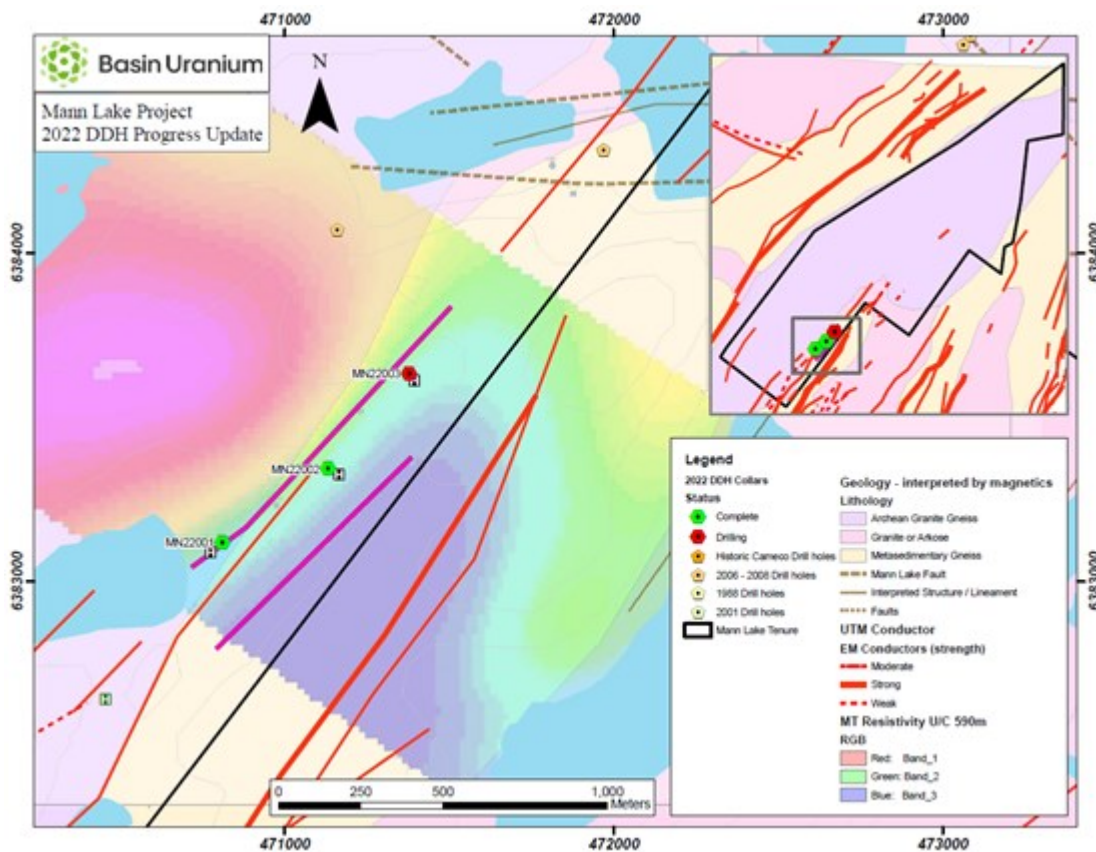 471000
472000
473000
Basin Uranium
Mann Lake Project
2022 DDH Progress Update
N
6384000
6384000
MN22003
MN22002
MN22001
6383000
6383000
Legend
2022 DDH Collars
Status
Complete
Drilling
Historic Cameco Drill holes
2006 - 2008 Drill holes
1988 Drill holes
2001 Drill holes
Mann Lake Tenure
Geology - interpreted by magnetics
Lithology
Archean Granite Gneiss
Granite or Arkose
Metasedimentary Gneiss
Mann Lake Fault
Interpreted Structure / Lineament
Faults
UTM Conductor
EM Conductors (strength)
Moderate
Strong
Weak
MT Resistivity U/C 590m
RGB
Red: Band_1
Green: Band_2
Blue: Band_3
0 250 500 1,000
Meters
471000
472000
473000